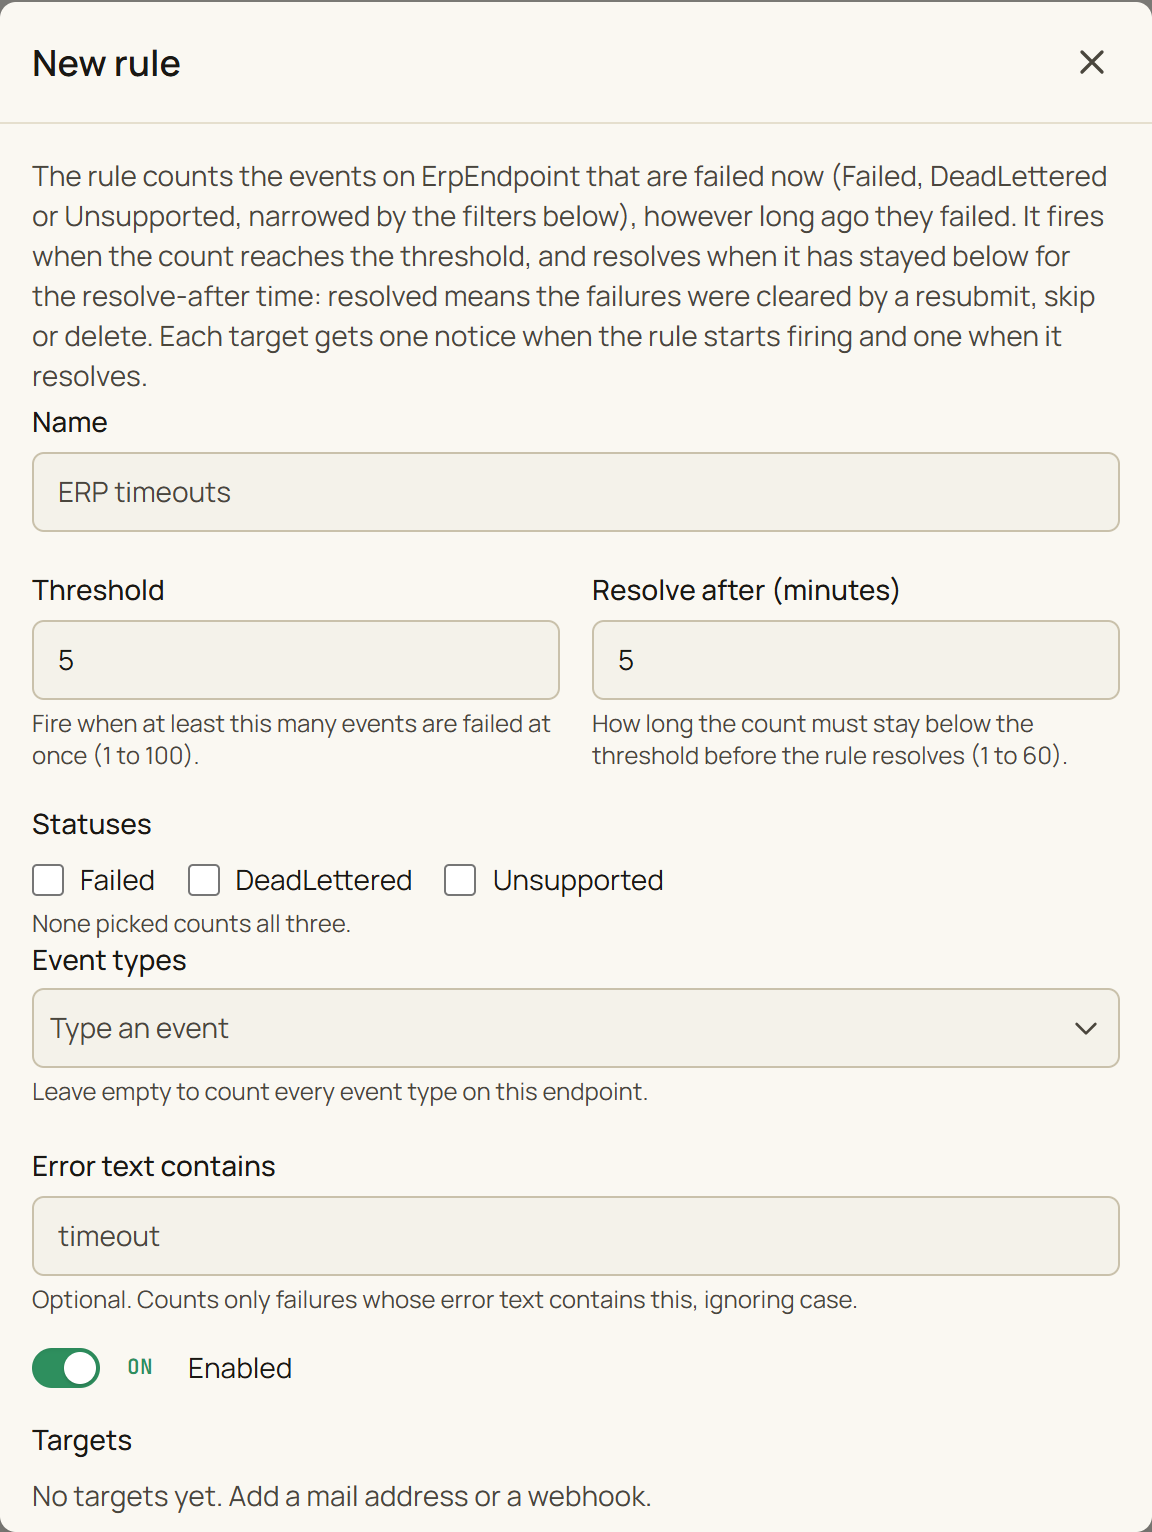 New rule
The rule counts the events on ErpEndpoint that are failed now (Failed, DeadLettered
or Unsupported, narrowed by the filters below), however long ago they failed. It fires
when the count reaches the threshold, and resolves when it has stayed below for
the resolve-after time: resolved means the failures were cleared by a resubmit, skip
or delete. Each target gets one notice when the rule starts firing and one when it
resolves.
Name
ERP timeouts
Threshold
5
Fire when at least this many events are failed at
once (1 to 100).
Resolve after (minutes)
5
How long the count must stay below the
threshold before the rule resolves (1 to 60).
Statuses
Failed DeadLettered Unsupported
None picked counts all three.
Event types
Type an event
Leave empty to count every event type on this endpoint.
Error text contains
timeout
Optional. Counts only failures whose error text contains this, ignoring case.
ON Enabled
Targets
No targets yet. Add a mail address or a webhook.